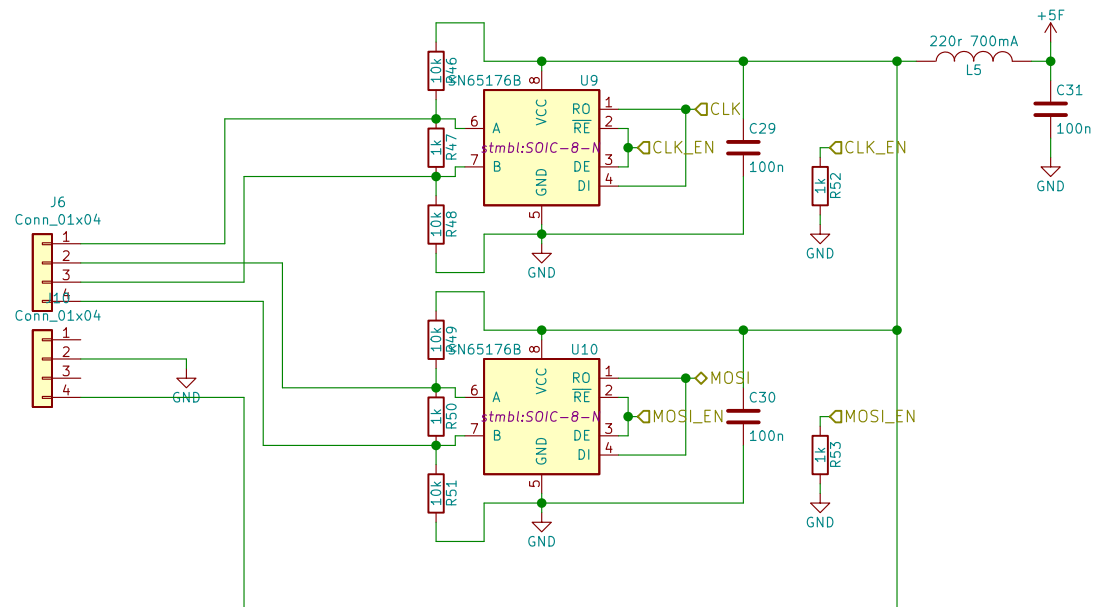 +5F
220r 700mA
L5
C31
100n
GND
10k
R46
SN65176B
U9
8
VCC
RO
1
CLK
RE
2
6
A
1k
R47
stmbl:SOIC-8-N
CLK_EN
7
B
DE
3
GND
DI
4
5
10k
R48
GND
C29
100n
CLK_EN
1k
R52
GND
J6
Conn_01x04
1
2
3
4
J10
Conn_01x04
1
2
3
4
GND
10k
R49
SN65176B
U10
8
VCC
RO
1
MOSI
RE
2
6
A
1k
R50
stmbl:SOIC-8-N
MOSI_EN
7
B
DE
3
GND
DI
4
5
10k
R51
GND
C30
100n
MOSI_EN
1k
R53
GND